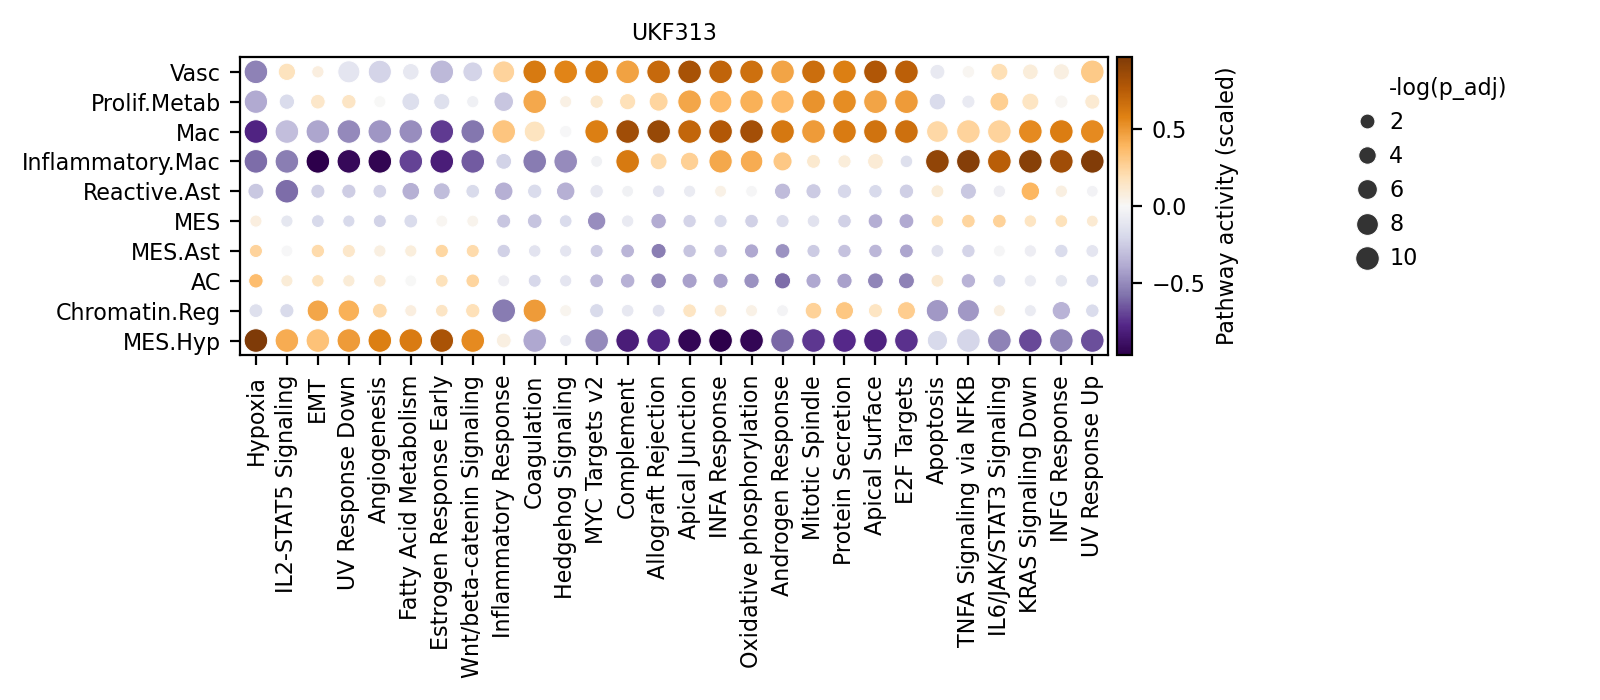 UKF313
Vasc
Prolif.Metab
Mac
Inflammatory.Mac
Reactive.Ast
MES
MES.Ast
AC
Chromatin.Reg
MES.Hyp
Hypoxia
IL2-STAT5 Signaling
EMT
UV Response Down
Angiogenesis
Fatty Acid Metabolism
Estrogen Response Early
Wnt/beta-catenin Signaling
Inflammatory Response
Coagulation
Hedgehog Signaling
MYC Targets v2
Complement
Allograft Rejection
Apical Junction
INFA Response
Oxidative phosphorylation
Androgen Response
Mitotic Spindle
Protein Secretion
Apical Surface
E2F Targets
Apoptosis
TNFA Signaling via NFKB
IL6/JAK/STAT3 Signaling
KRAS Signaling Down
INFG Response
UV Response Up
0.5
0.0
−0.5
Pathway activity (scaled)
-log(p_adj)
2
4
6
8
10